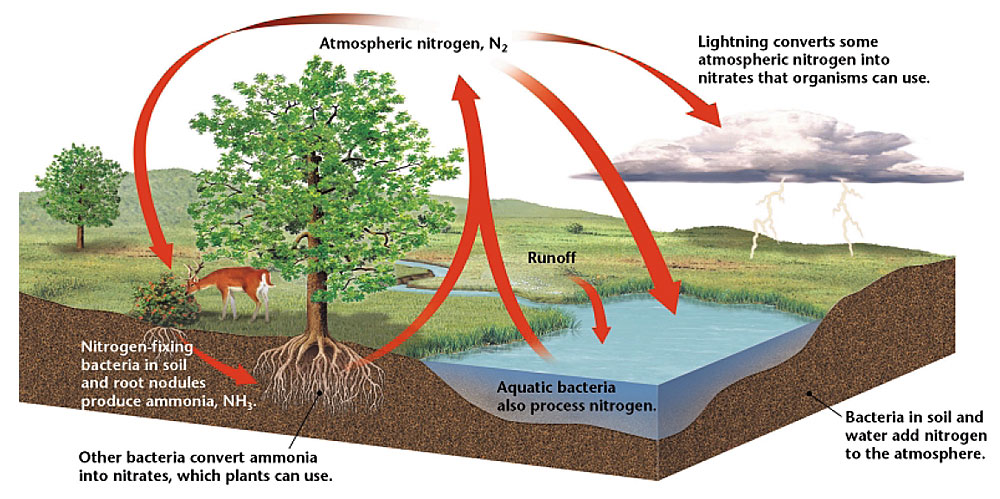 Atmospheric nitrogen, N₂
Lightning converts some
atmospheric nitrogen into
nitrates that organisms can use.
Runoff
Nitrogen-fixing
bacteria in soil
and root nodules
produce ammonia, NH₃.
Aquatic bacteria
also process nitrogen.
Bacteria in soil and
water add nitrogen
to the atmosphere.
Other bacteria convert ammonia
into nitrates, which plants can use.